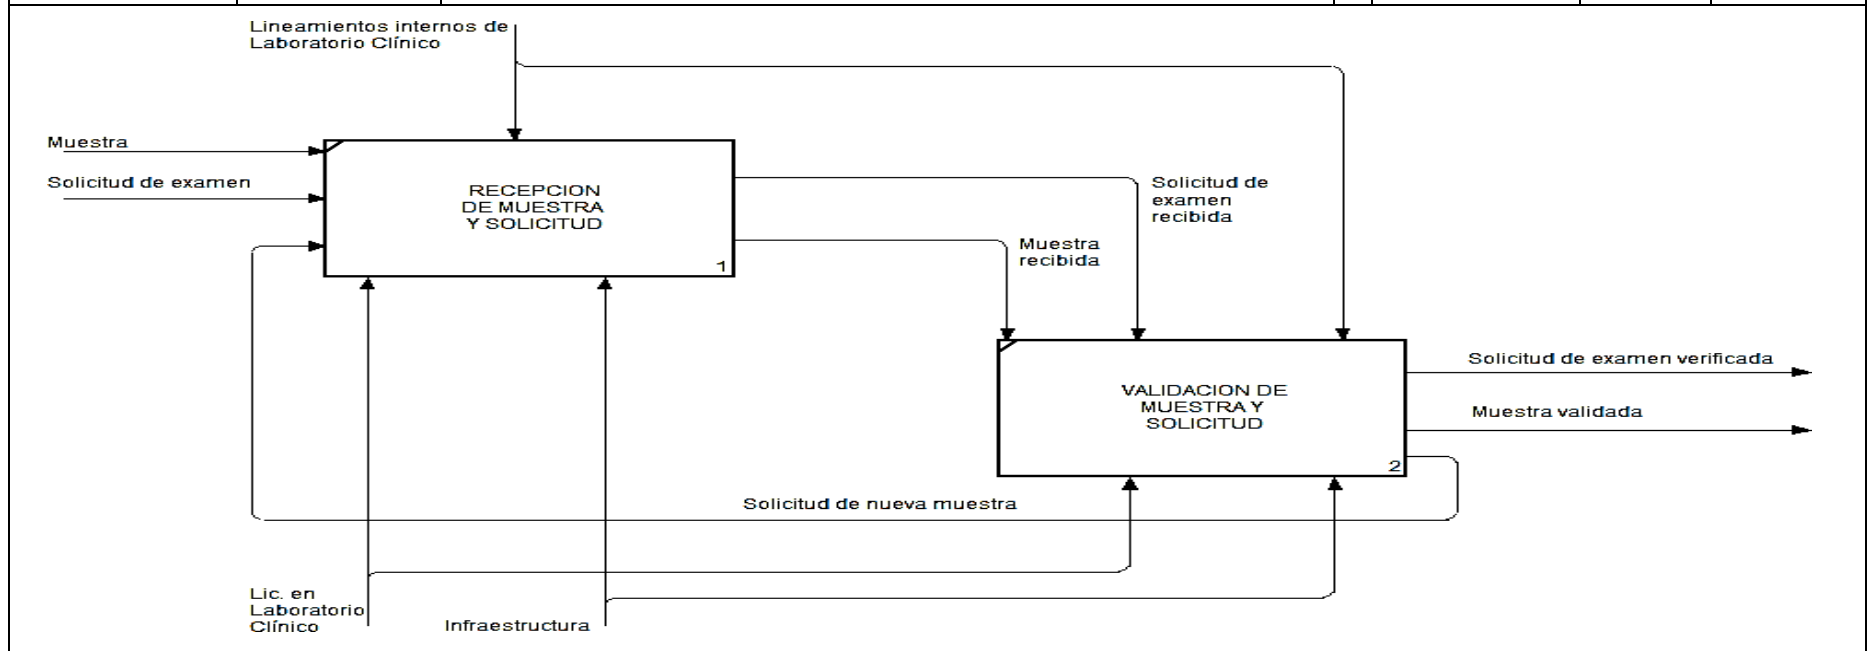 Lineamientos internos de
Laboratorio Clínico
Muestra
Solicitud de examen
RECEPCION
DE MUESTRA
Y SOLICITUD
1
Solicitud de
examen
recibida
Muestra
recibida
VALIDACION DE
MUESTRA Y
SOLICITUD
2
Solicitud de examen verificada
Muestra validada
Solicitud de nueva muestra
Lic. en
Laboratorio
Clínico
Infraestructura